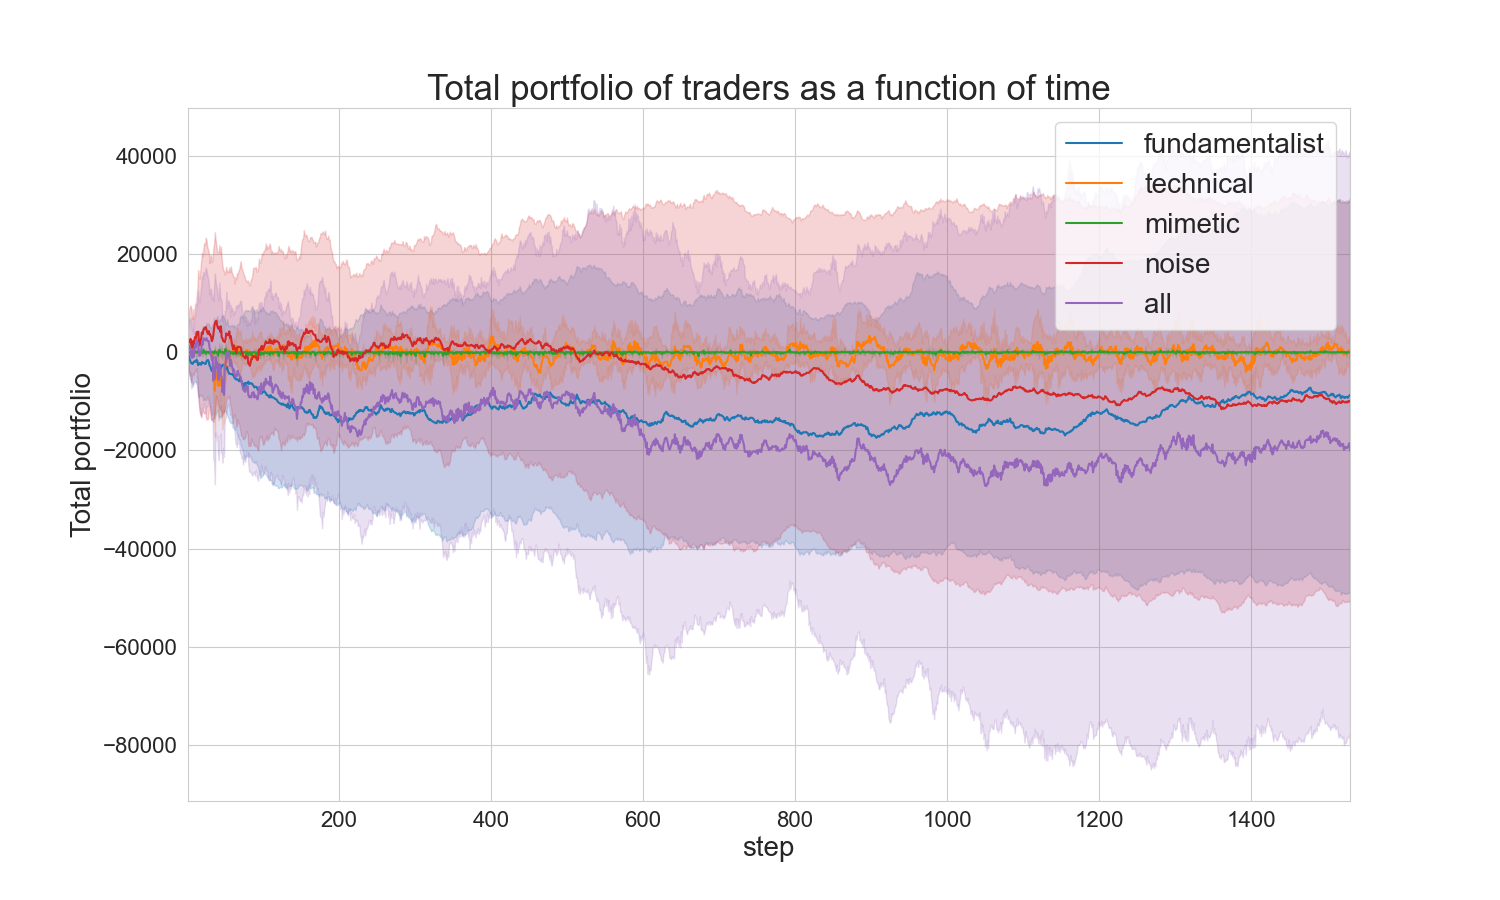 Total portfolio of traders as a function of time
fundamentalist
technical
mimetic
noise
all
Total portfolio
40000
20000
0
−20000
−40000
−60000
−80000
200 400 600 800 1000 1200 1400
step